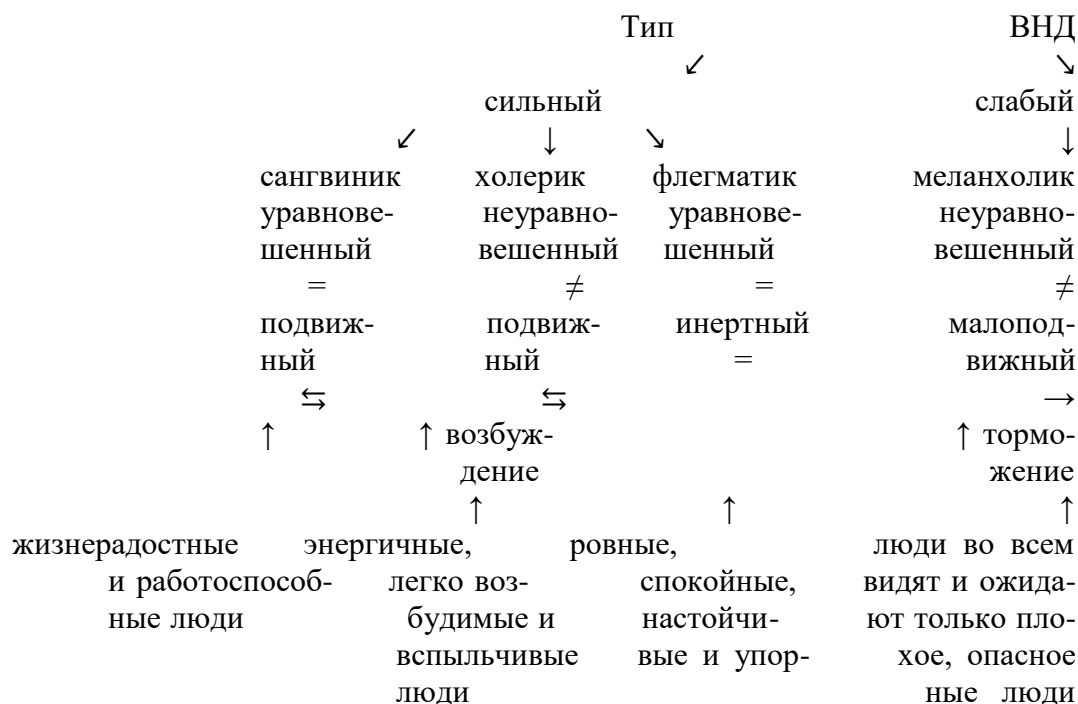 Тип ВНД
↙ ↘
сильный слабый
↙ ↓ ↘ ↓
сангвиник холерик флегматик меланхолик
уравнове- неуравно- уравнове- неуравно-
шенный вешенный шенный вешенный
= ≠ = ≠
подвиж- подвиж- инертный малопод-
ный ный = вижный
⇆ ⇆ →
↑ ↑ возбуж- ↑ тормо-
дение жение
↑ ↑ ↑
жизнерадостные энергичные, ровные, люди во всем
и работоспособ- легко воз- спокойные, видят и ожида-
ные люди будимые и настойчи- ют только пло-
вспыльчивые вые и упор- хое, опасное
люди ные люди